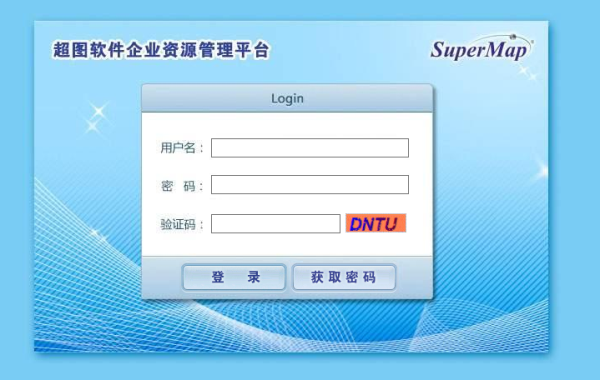 超图软件企业资源管理平台
SuperMap
Login
用户名：
密 码：
验证码：
DNTU
登 录
获取密码